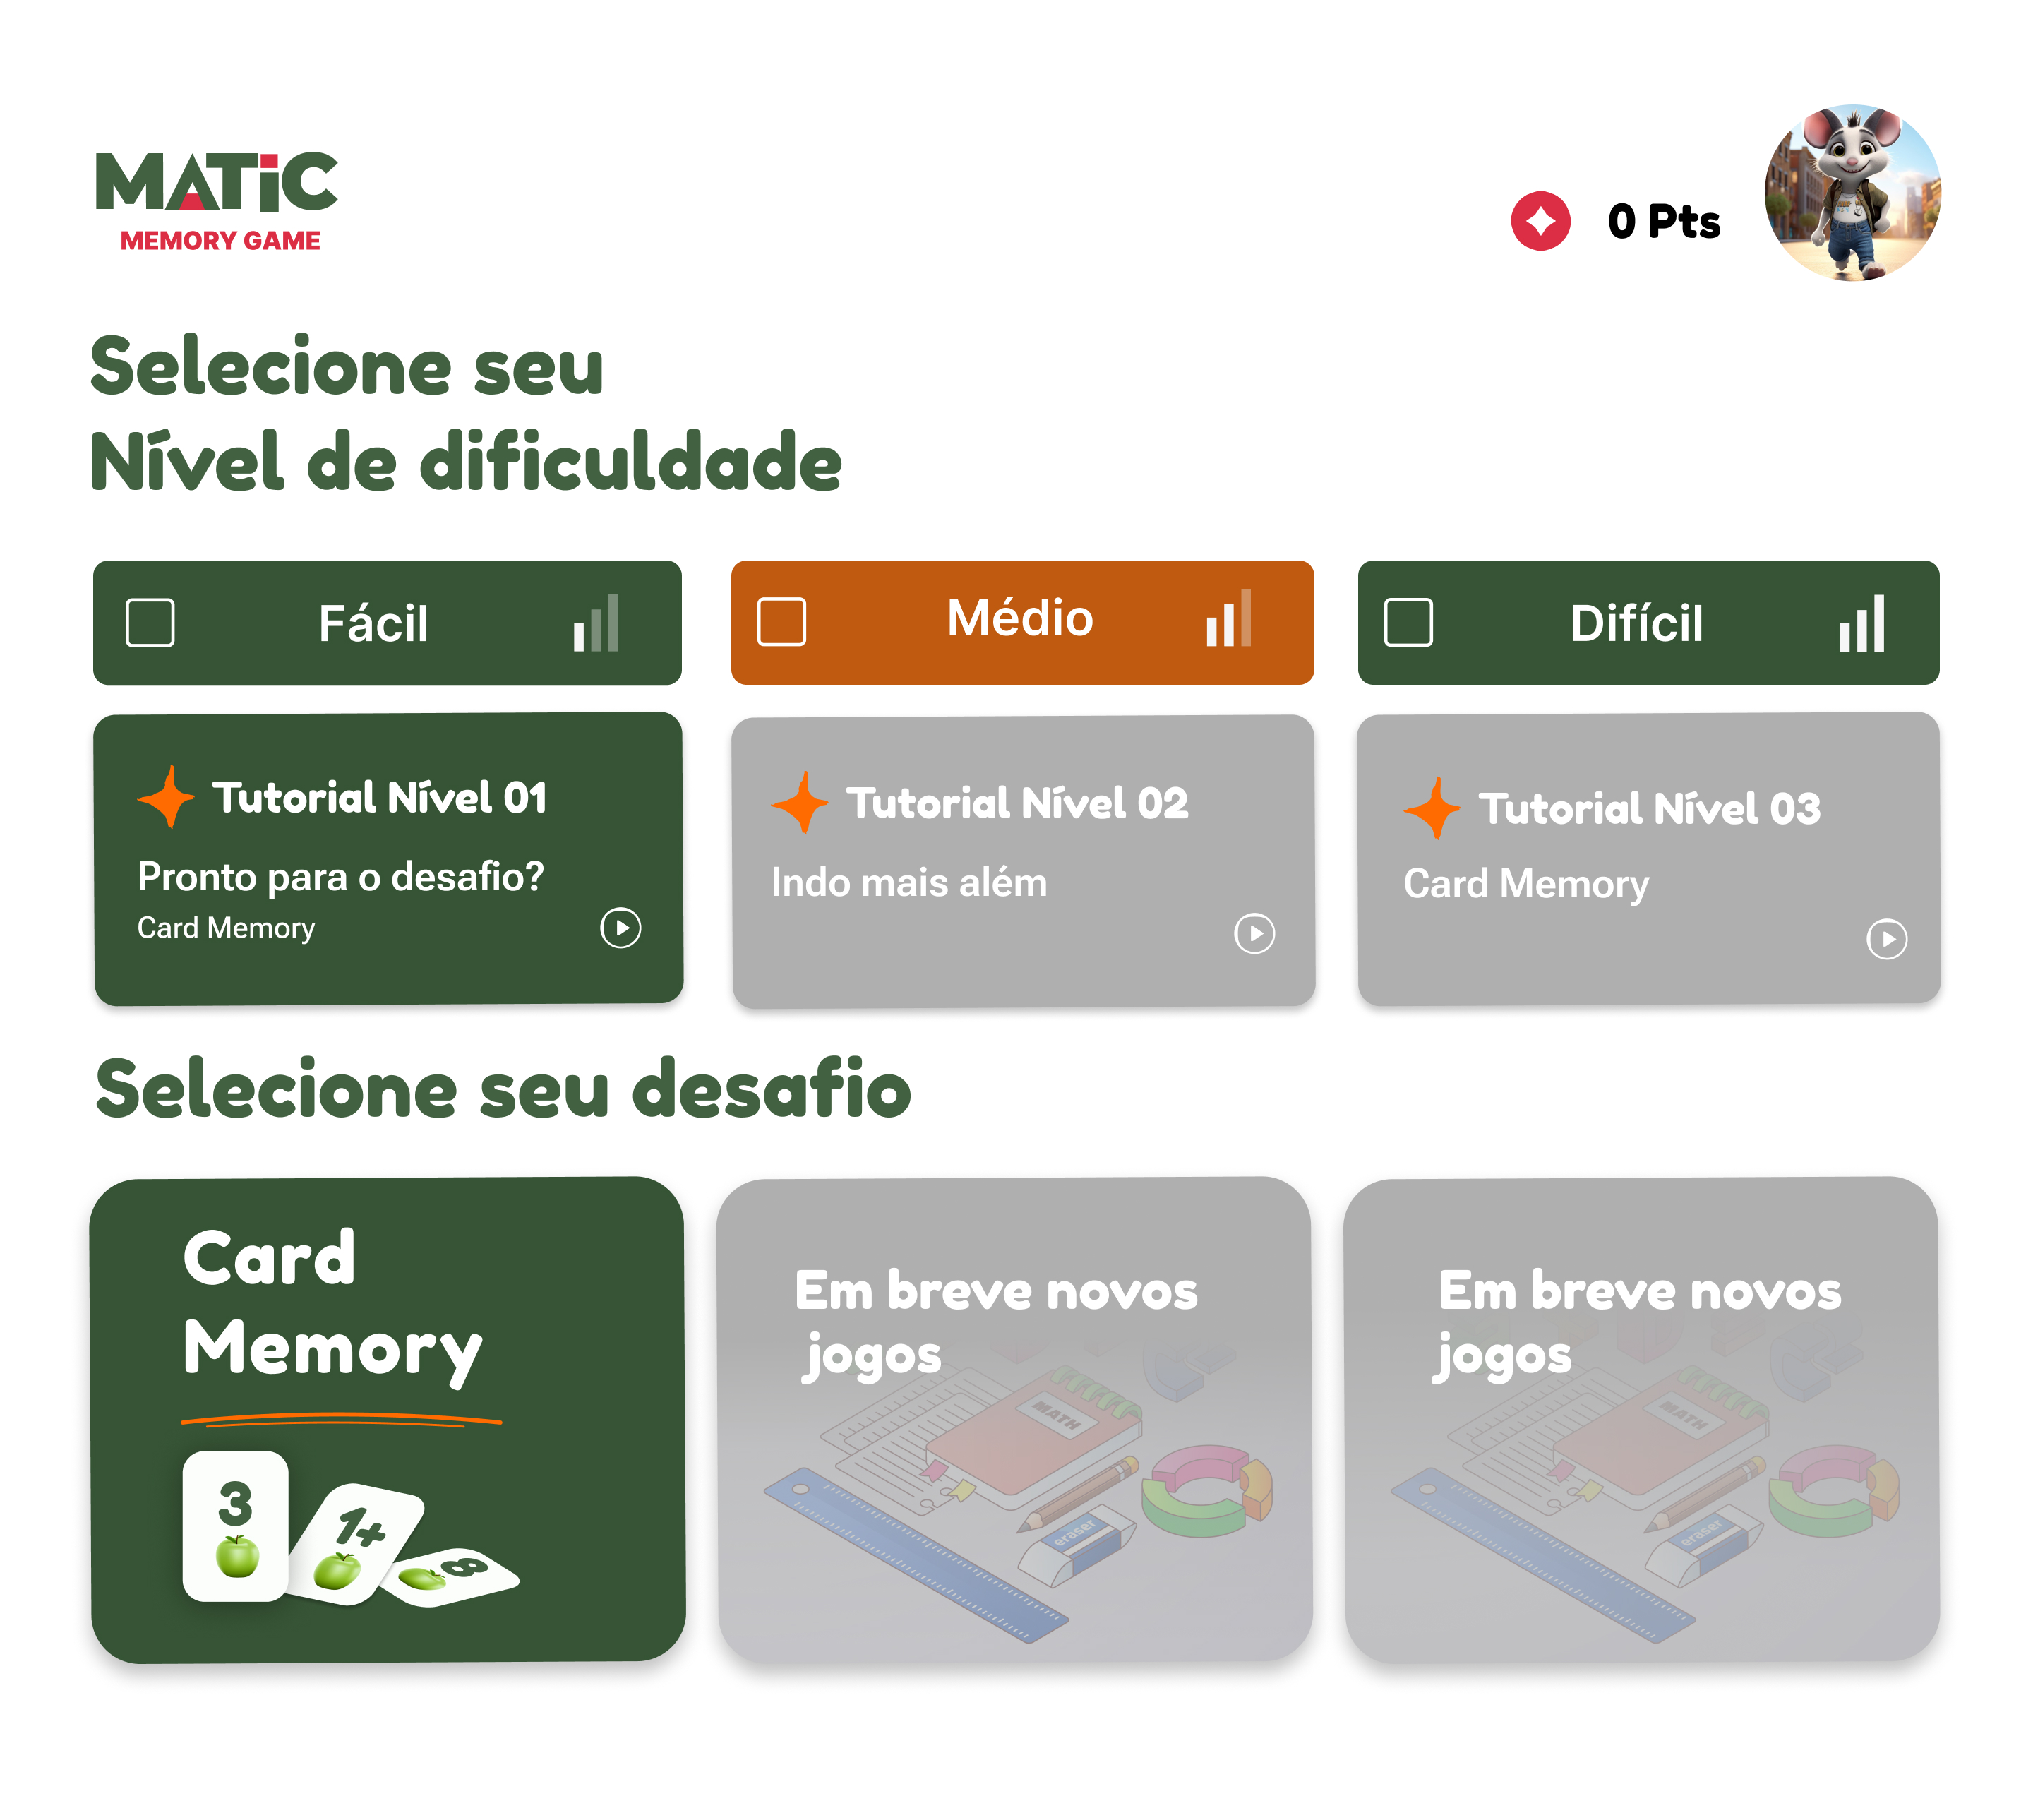 MATiC
MEMORY GAME
0 Pts
Selecione seu
Nível de dificuldade
Fácil
Médio
Difícil
Tutorial Nível 01
Pronto para o desafio?
Card Memory
Tutorial Nível 02
Indo mais além
Tutorial Nível 03
Card Memory
Selecione seu desafio
Card
Memory
3
1+
8
Em breve novos
jogos
MATH
eraser
Em breve novos
jogos
MATH
eraser